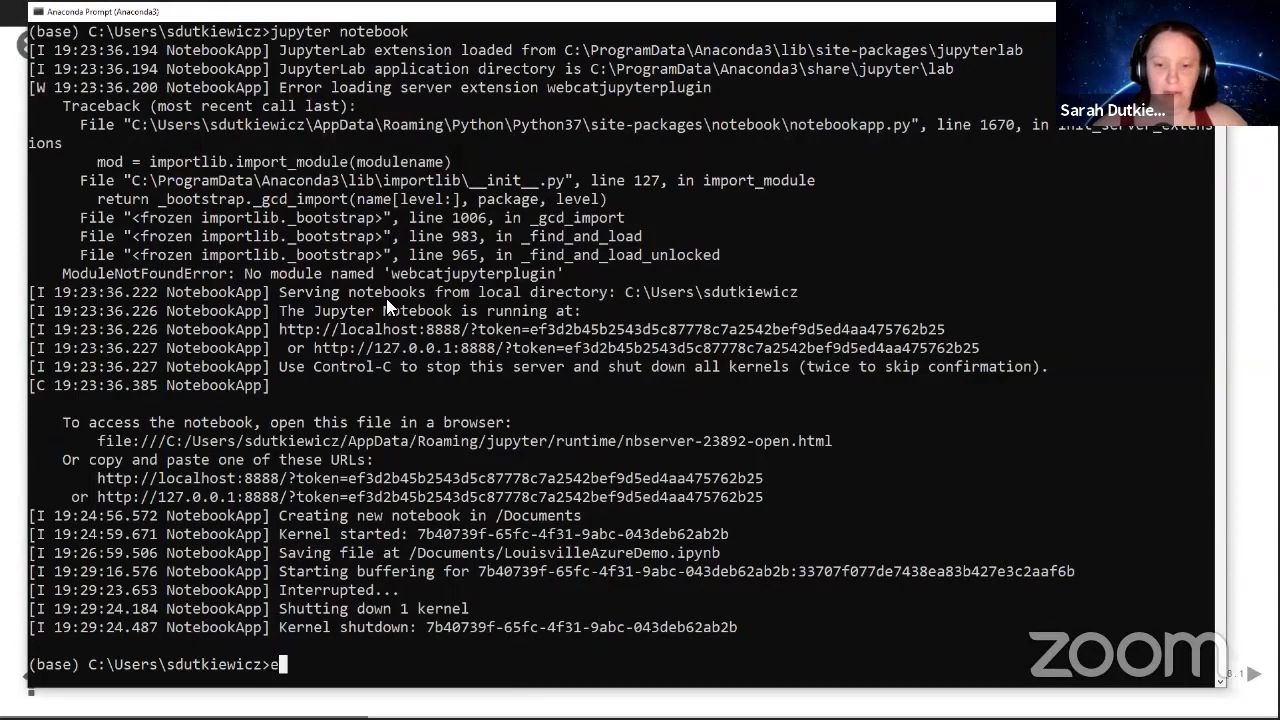 Anaconda Prompt (Anaconda3)
(base) C:\Users\sdutkiewicz>jupyter notebook
[I 19:23:36.194 NotebookApp] JupyterLab extension loaded from C:\ProgramData\Anaconda3\lib\site-packages\jupyterlab
[I 19:23:36.194 NotebookApp] JupyterLab application directory is C:\ProgramData\Anaconda3\share\jupyter\lab
[W 19:23:36.200 NotebookApp] Error loading server extension webcatjupyterplugin
Traceback (most recent call last):
File "C:\Users\sdutkiewicz\AppData\Roaming\Python\Python37\site-packages\notebook\notebookapp.py", line 1670, in init_server_extens
ions
mod = importlib.import_module(modulename)
File "C:\ProgramData\Anaconda3\lib\importlib\__init__.py", line 127, in import_module
return _bootstrap._gcd_import(name[level:], package, level)
File "<frozen importlib._bootstrap>", line 1006, in _gcd_import
File "<frozen importlib._bootstrap>", line 983, in _find_and_load
File "<frozen importlib._bootstrap>", line 965, in _find_and_load_unlocked
ModuleNotFoundError: No module named 'webcatjupyterplugin'
[I 19:23:36.222 NotebookApp] Serving notebooks from local directory: C:\Users\sdutkiewicz
[I 19:23:36.226 NotebookApp] The Jupyter Notebook is running at:
[I 19:23:36.226 NotebookApp] http://localhost:8888/?token=ef3d2b45b2543d5c87778c7a2542bef9d5ed4aa475762b25
[I 19:23:36.227 NotebookApp]  or http://127.0.0.1:8888/?token=ef3d2b45b2543d5c87778c7a2542bef9d5ed4aa475762b25
[I 19:23:36.227 NotebookApp] Use Control-C to stop this server and shut down all kernels (twice to skip confirmation).
[C 19:23:36.385 NotebookApp]
To access the notebook, open this file in a browser:
file:///C:/Users/sdutkiewicz/AppData/Roaming/jupyter/runtime/nbserver-23892-open.html
Or copy and paste one of these URLs:
http://localhost:8888/?token=ef3d2b45b2543d5c87778c7a2542bef9d5ed4aa475762b25
or http://127.0.0.1:8888/?token=ef3d2b45b2543d5c87778c7a2542bef9d5ed4aa475762b25
[I 19:24:56.572 NotebookApp] Creating new notebook in /Documents
[I 19:24:59.671 NotebookApp] Kernel started: 7b40739f-65fc-4f31-9abc-043deb62ab2b
[I 19:26:59.506 NotebookApp] Saving file at /Documents/LouisvilleAzureDemo.ipynb
[I 19:29:16.576 NotebookApp] Starting buffering for 7b40739f-65fc-4f31-9abc-043deb62ab2b:33707f077de7438ea83b427e3c2aaf6b
[I 19:29:23.653 NotebookApp] Interrupted...
[I 19:29:24.184 NotebookApp] Shutting down 1 kernel
[I 19:29:24.487 NotebookApp] Kernel shutdown: 7b40739f-65fc-4f31-9abc-043deb62ab2b
(base) C:\Users\sdutkiewicz>e
Sarah Dutkie...
zoom